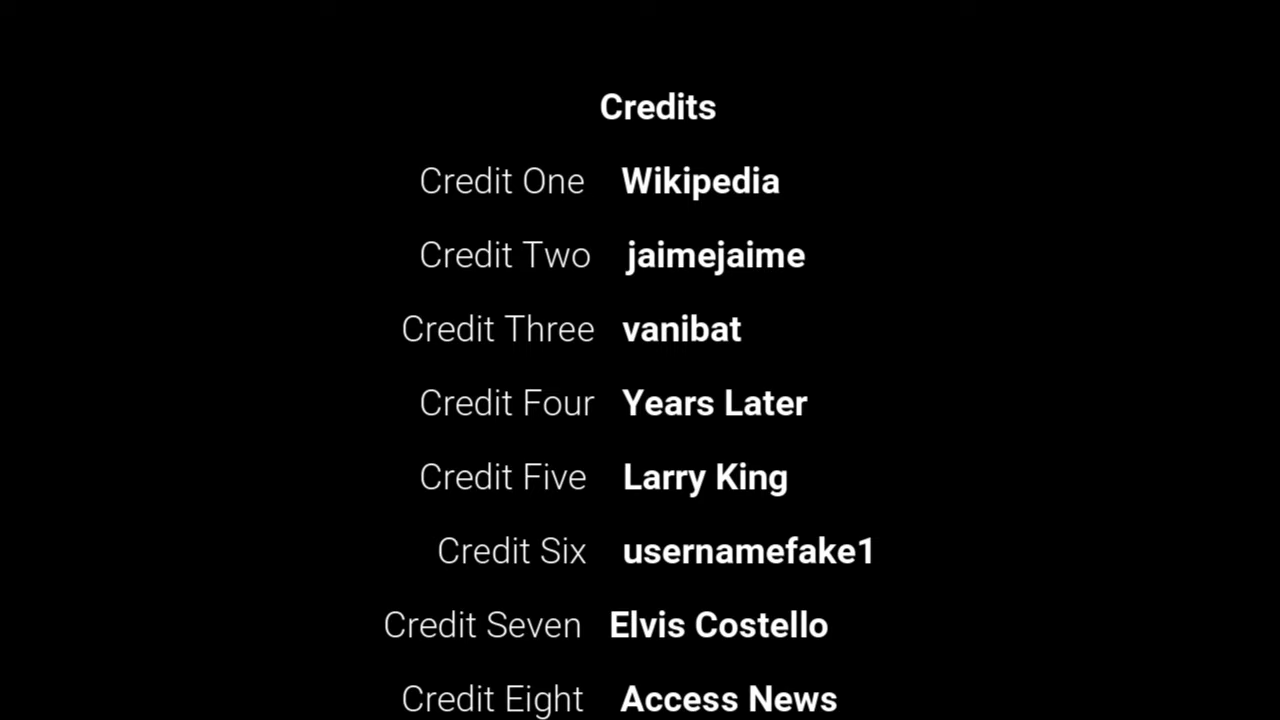 Credits
Credit One Wikipedia
Credit Two jaimejaime
Credit Three vanibat
Credit Four Years Later
Credit Five Larry King
Credit Six usernamefake1
Credit Seven Elvis Costello
Credit Eight Access News